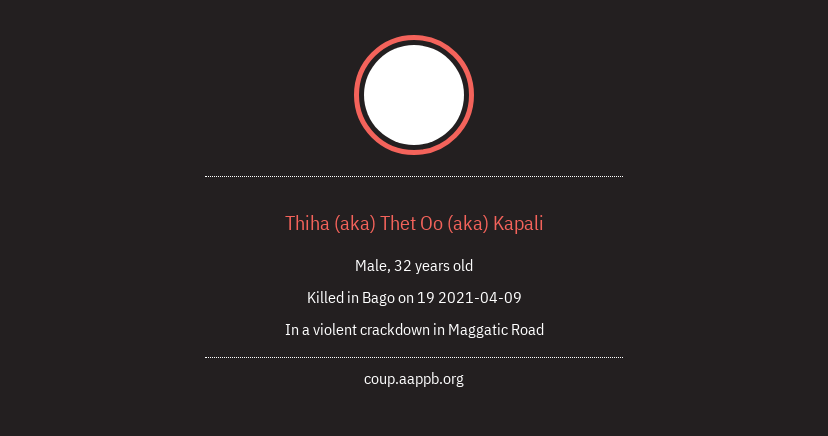 Thiha (aka) Thet Oo (aka) Kapali
Male, 32 years old
Killed in Bago on 19 2021-04-09
In a violent crackdown in Maggatic Road
coup.aappb.org